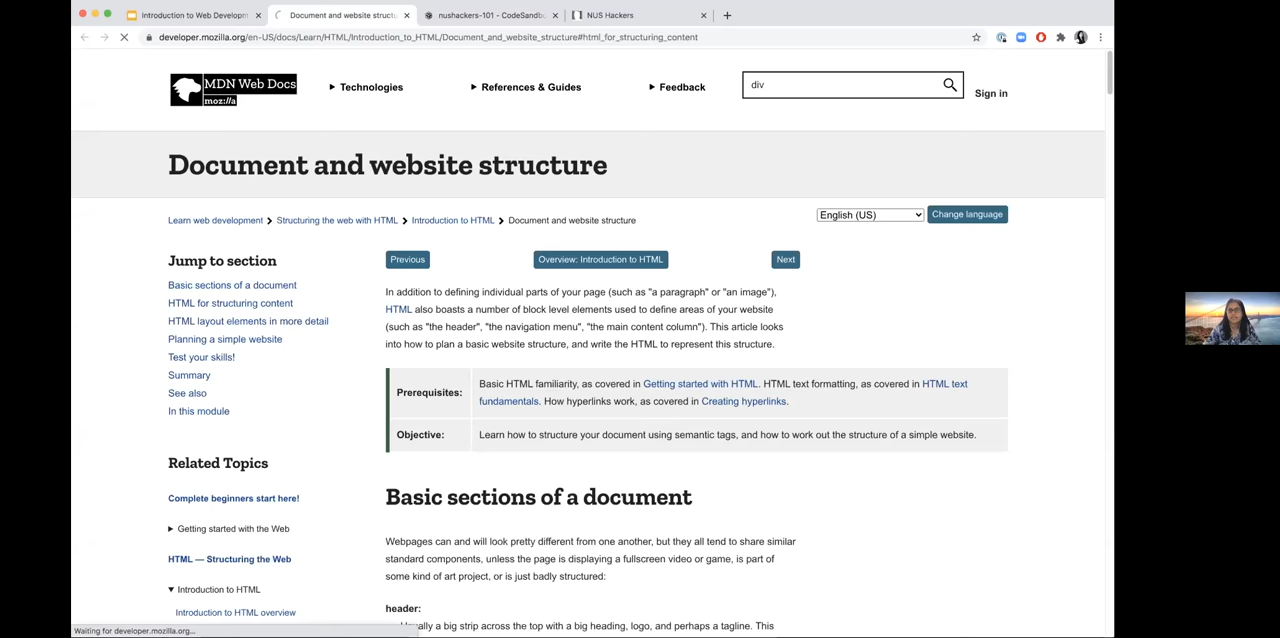 Introduction to Web Developm
Document and website structu
nushackers-101 - CodeSandbo
NUS Hackers
developer.mozilla.org/en-US/docs/Learn/HTML/Introduction_to_HTML/Document_and_website_structure#html_for_structuring_content
MDN Web Docs
moz://a
Technologies
References & Guides
Feedback
div
Sign in
Document and website structure
Learn web development
Structuring the web with HTML
Introduction to HTML
Document and website structure
English (US)
Change language
Jump to section
Basic sections of a document
HTML for structuring content
HTML layout elements in more detail
Planning a simple website
Test your skills!
Summary
See also
In this module
Related Topics
Complete beginners start here!
Getting started with the Web
HTML — Structuring the Web
Introduction to HTML
Introduction to HTML overview
Previous
Overview: Introduction to HTML
Next
In addition to defining individual parts of your page (such as "a paragraph" or "an image"),
HTML also boasts a number of block level elements used to define areas of your website
(such as "the header", "the navigation menu", "the main content column"). This article looks
into how to plan a basic website structure, and write the HTML to represent this structure.
Prerequisites:
Basic HTML familiarity, as covered in Getting started with HTML. HTML text formatting, as covered in HTML text
fundamentals. How hyperlinks work, as covered in Creating hyperlinks.
Objective:
Learn how to structure your document using semantic tags, and how to work out the structure of a simple website.
Basic sections of a document
Webpages can and will look pretty different from one another, but they all tend to share similar
standard components, unless the page is displaying a fullscreen video or game, is part of
some kind of art project, or is just badly structured:
header:
Usually a big strip across the top with a big heading, logo, and perhaps a tagline. This
Waiting for developer.mozilla.org...